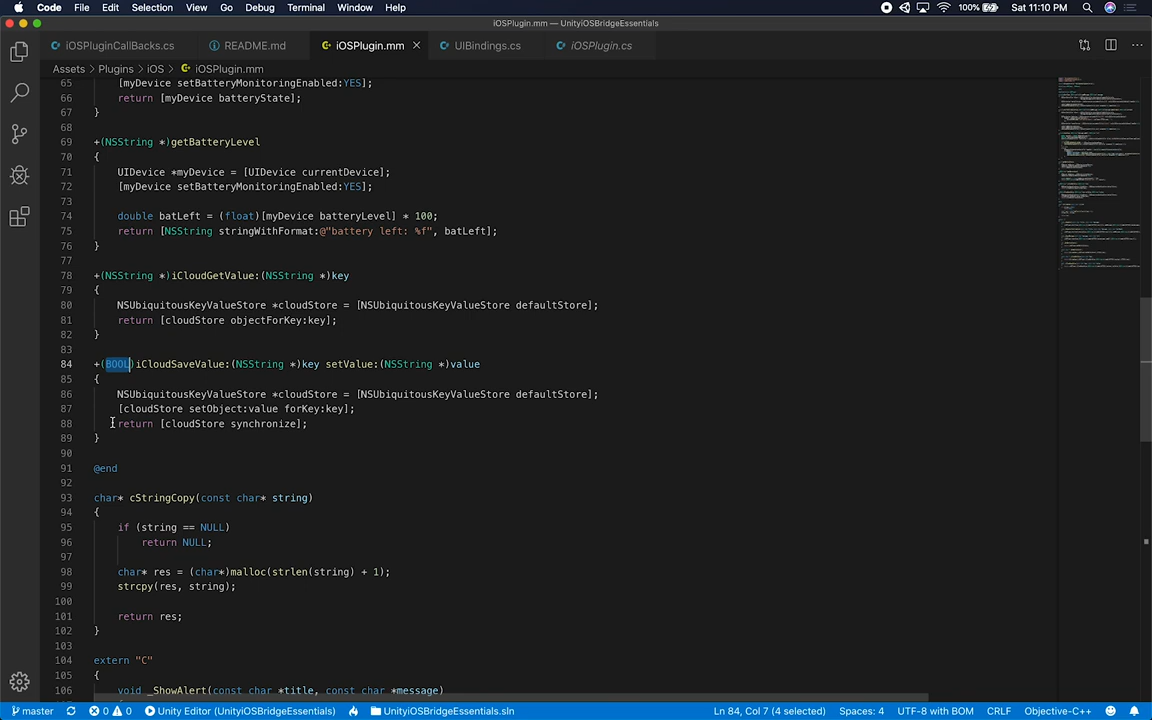 Code File Edit Selection View Go Debug Terminal Window Help 100% Sat 11:10 PM
iOSPlugin.mm — UnityiOSBridgeEssentials
iOSPluginCallBacks.cs README.md iOSPlugin.mm UIBindings.cs iOSPlugin.cs
Assets > Plugins > iOS > iOSPlugin.mm
65 [myDevice setBatteryMonitoringEnabled:YES];
66 return [myDevice batteryState];
67 }
68
69 +(NSString *)getBatteryLevel
70 {
71 UIDevice *myDevice = [UIDevice currentDevice];
72 [myDevice setBatteryMonitoringEnabled:YES];
73
74 double batLeft = (float)[myDevice batteryLevel] * 100;
75 return [NSString stringWithFormat:@"battery left: %f", batLeft];
76 }
77
78 +(NSString *)iCloudGetValue:(NSString *)key
79 {
80 NSUbiquitousKeyValueStore *cloudStore = [NSUbiquitousKeyValueStore defaultStore];
81 return [cloudStore objectForKey:key];
82 }
83
84 +(BOOL)iCloudSaveValue:(NSString *)key setValue:(NSString *)value
85 {
86 NSUbiquitousKeyValueStore *cloudStore = [NSUbiquitousKeyValueStore defaultStore];
87 [cloudStore setObject:value forKey:key];
88 return [cloudStore synchronize];
89 }
90
91 @end
92
93 char* cStringCopy(const char* string)
94 {
95 if (string == NULL)
96 return NULL;
97
98 char* res = (char*)malloc(strlen(string) + 1);
99 strcpy(res, string);
100
101 return res;
102 }
103
104 extern "C"
105 {
106 void _ShowAlert(const char *title, const char *message)
master 0 0 Unity Editor (UnityiOSBridgeEssentials) UnityiOSBridgeEssentials.sln Ln 84, Col 7 (4 selected) Spaces: 4 UTF-8 with BOM CRLF Objective-C++